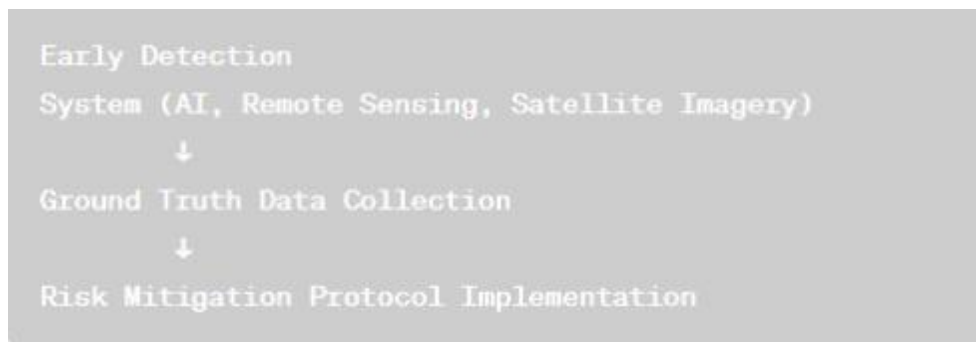 Early Detection
System (AI, Remote Sensing, Satellite Imagery)
↓
Ground Truth Data Collection
↓
Risk Mitigation Protocol Implementation